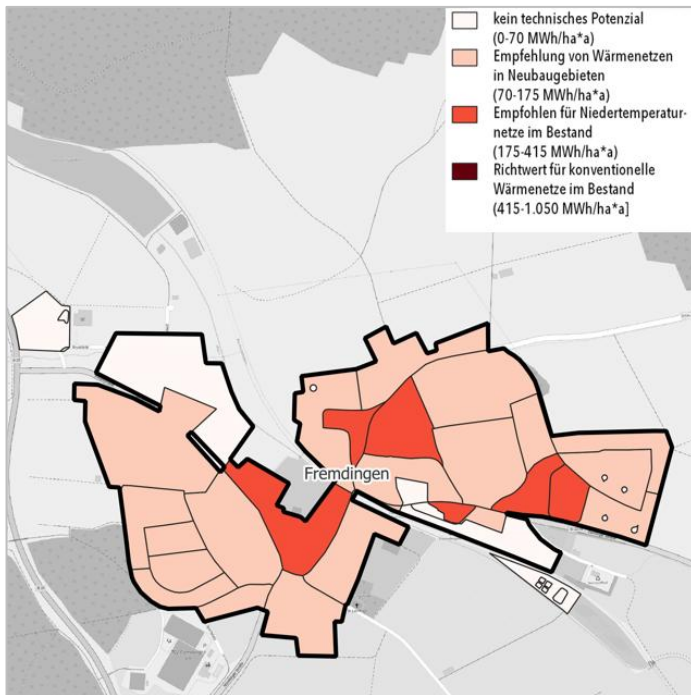 kein technisches Potenzial
(0-70 MWh/ha*a)
Empfehlung von Wärmenetzen
in Neubaugebieten
(70-175 MWh/ha*a)
Empfohlen für Niedertemperatur-
netze im Bestand
(175-415 MWh/ha*a)
Richtwert für konventionelle
Wärmenetze im Bestand
(415-1.050 MWh/ha*a]
Fremdingen